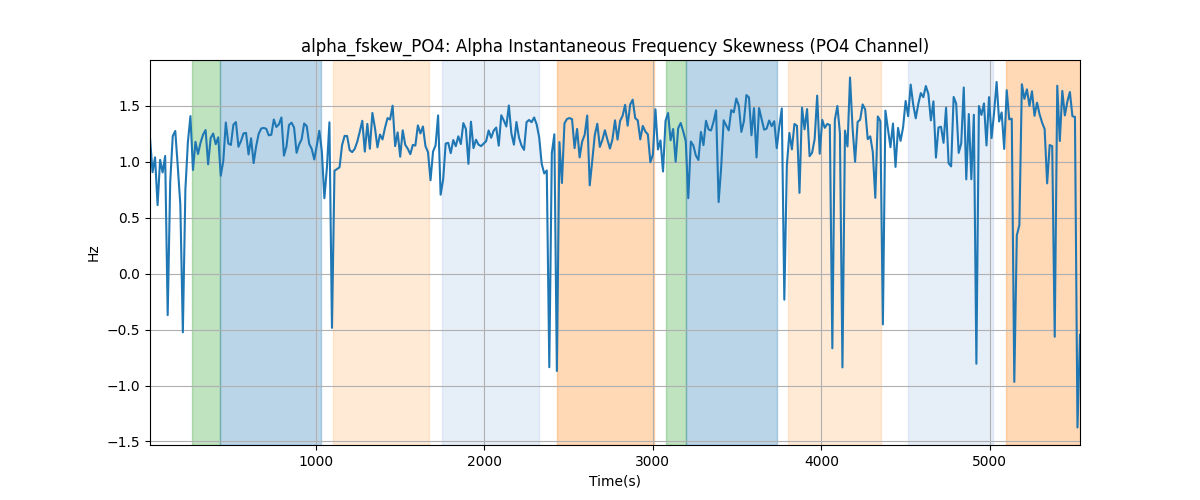 alpha_fskew_PO4: Alpha Instantaneous Frequency Skewness (PO4 Channel)
1.5
1.0
0.5
0.0
−0.5
−1.0
−1.5
Hz
1000 2000 3000 4000 5000
Time(s)